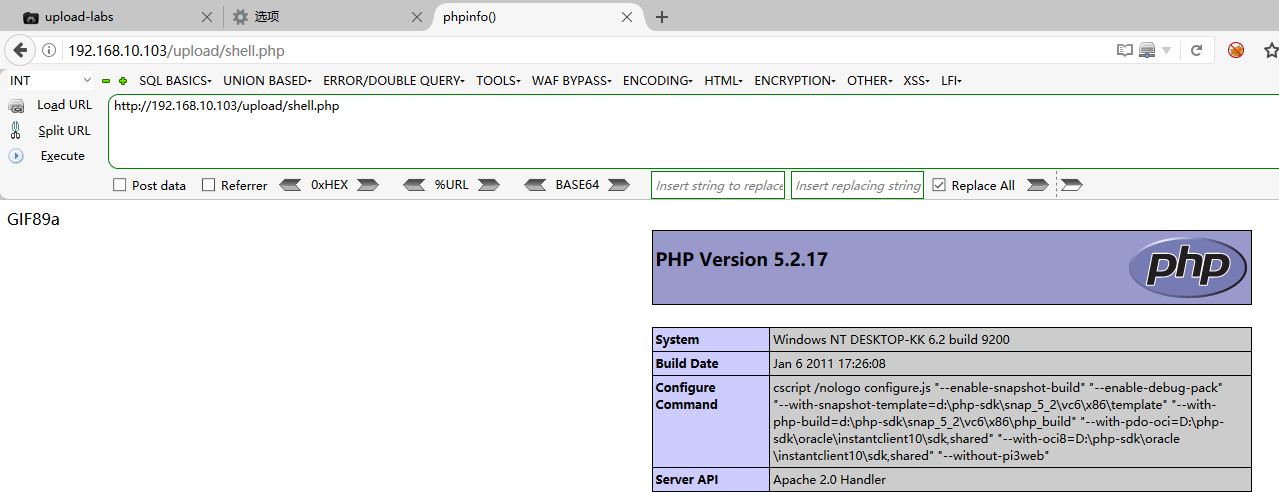 upload-labs
选项
phpinfo()
192.168.10.103/upload/shell.php
INT SQL BASICS UNION BASED ERROR/DOUBLE QUERY TOOLS WAF BYPASS ENCODING HTML ENCRYPTION OTHER XSS LFI
Load URL
http://192.168.10.103/upload/shell.php
Split URL
Execute
Post data Referrer 0xHEX %URL BASE64 Insert string to replace Insert replacing string Replace All
GIF89a
PHP Version 5.2.17
php
System
Windows NT DESKTOP-KK 6.2 build 9200
Build Date
Jan 6 2011 17:26:08
Configure
Command
cscript /nologo configure.js "--enable-snapshot-build" "--enable-debug-pack"
"--with-snapshot-template=d:\php-sdk\snap_5_2\vc6\x86\template" "--with-
php-build=d:\php-sdk\snap_5_2\vc6\x86\php_build" "--with-pdo-oci=D:\php-
sdk\oracle\instantclient10\sdk,shared" "--with-oci8=D:\php-sdk\oracle
\instantclient10\sdk,shared" "--without-pi3web"
Server API
Apache 2.0 Handler